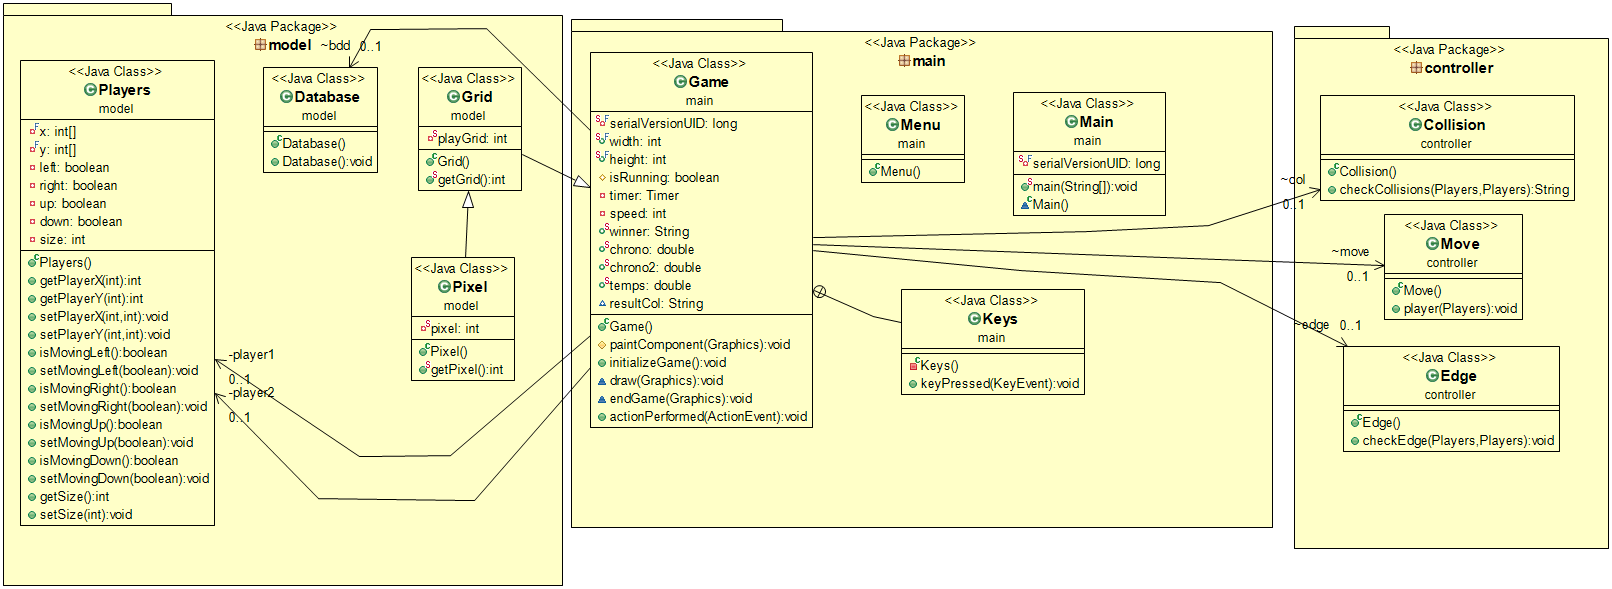 <<Java Package>>
model
~bdd
0..1
<<Java Class>>
Players
model
x: int[]
y: int[]
left: boolean
right: boolean
up: boolean
down: boolean
size: int
Players()
getPlayerX(int):int
getPlayerY(int):int
setPlayerX(int,int):void
setPlayerY(int,int):void
isMovingLeft():boolean
setMovingLeft(boolean):void
isMovingRight():boolean
setMovingRight(boolean):void
isMovingUp():boolean
setMovingUp(boolean):void
isMovingDown():boolean
setMovingDown(boolean):void
getSize():int
setSize(int):void
<<Java Class>>
Database
model
Database()
Database():void
<<Java Class>>
Grid
model
playGrid: int
Grid()
getGrid():int
<<Java Class>>
Pixel
model
pixel: int
Pixel()
getPixel():int
-player1
0..1
-player2
0..1
<<Java Package>>
main
<<Java Class>>
Game
main
serialVersionUID: long
width: int
height: int
isRunning: boolean
timer: Timer
speed: int
winner: String
chrono: double
chrono2: double
temps: double
resultCol: String
Game()
paintComponent(Graphics):void
initializeGame():void
draw(Graphics):void
endGame(Graphics):void
actionPerformed(ActionEvent):void
<<Java Class>>
Menu
main
Menu()
<<Java Class>>
Main
main
serialVersionUID: long
main(String[]):void
Main()
<<Java Class>>
Keys
main
Keys()
keyPressed(KeyEvent):void
<<Java Package>>
controller
~col
0..1
<<Java Class>>
Collision
controller
Collision()
checkCollisions(Players,Players):String
~move
0..1
<<Java Class>>
Move
controller
Move()
player(Players):void
~edge
0..1
<<Java Class>>
Edge
controller
Edge()
checkEdge(Players,Players):void